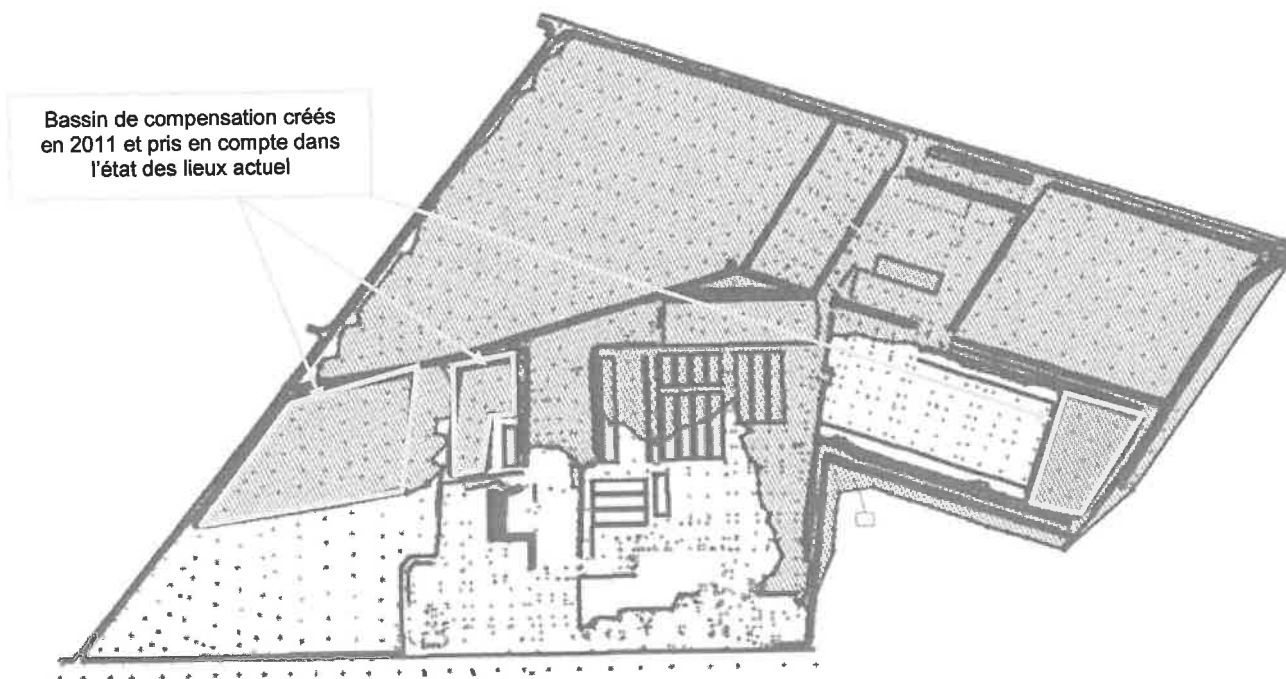 Bassin de compensation créés
en 2011 et pris en compte dans
l'état des lieux actuel